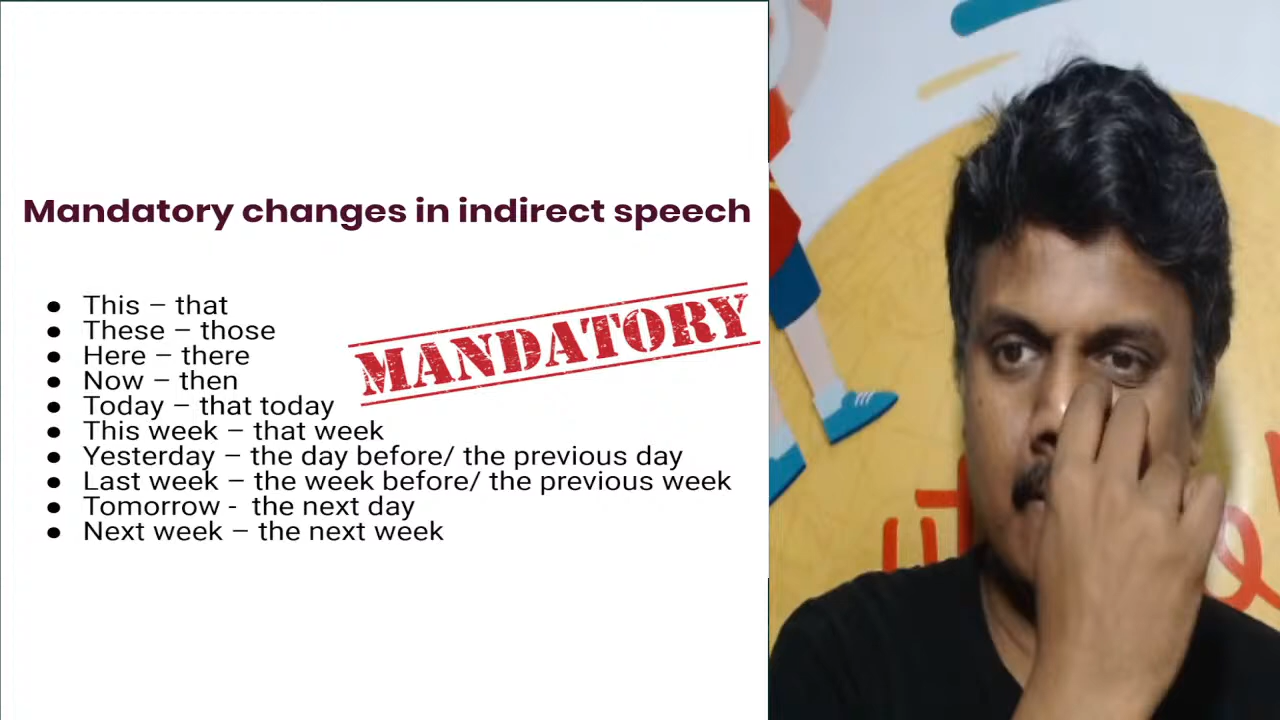 Mandatory changes in indirect speech
● This – that
● These – those
● Here – there
● Now – then
● Today – that today
● This week – that week
● Yesterday – the day before/ the previous day
● Last week – the week before/ the previous week
● Tomorrow - the next day
● Next week – the next week
MANDATORY